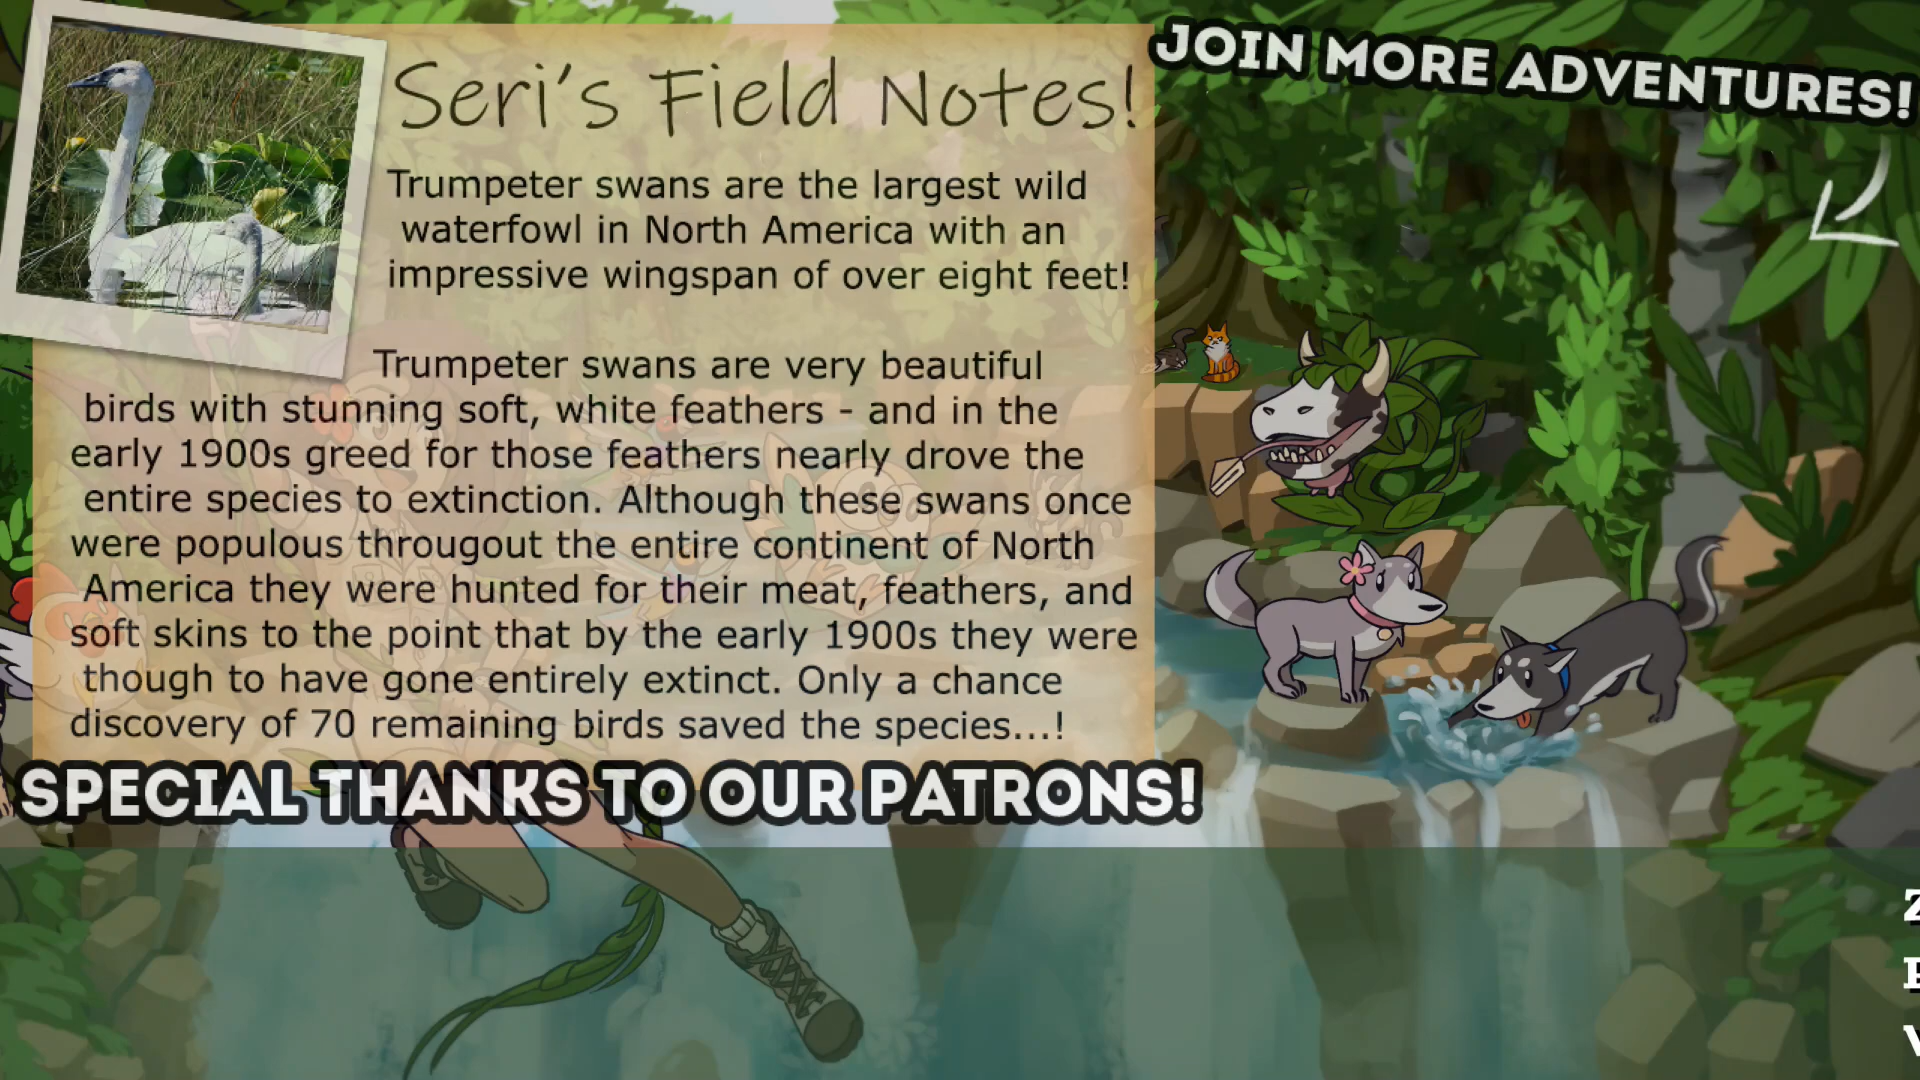 Seri's Field Notes!
Trumpeter swans are the largest wild
waterfowl in North America with an
impressive wingspan of over eight feet!
Trumpeter swans are very beautiful
birds with stunning soft, white feathers - and in the
early 1900s greed for those feathers nearly drove the
entire species to extinction. Although these swans once
were populous througout the entire continent of North
America they were hunted for their meat, feathers, and
soft skins to the point that by the early 1900s they were
though to have gone entirely extinct. Only a chance
discovery of 70 remaining birds saved the species...!
JOIN MORE ADVENTURES!
SPECIAL THANKS TO OUR PATRONS!